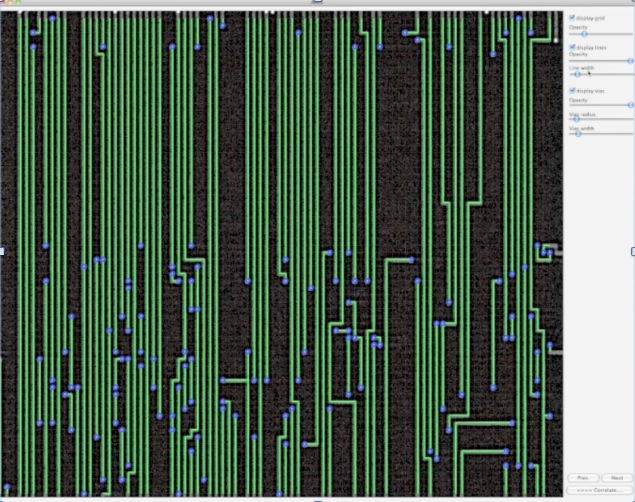 display grid
Opacity
display lines
Opacity
Line width
display vias
Opacity
Vias radius
Vias width
Prev
Next
==>> Correlate...